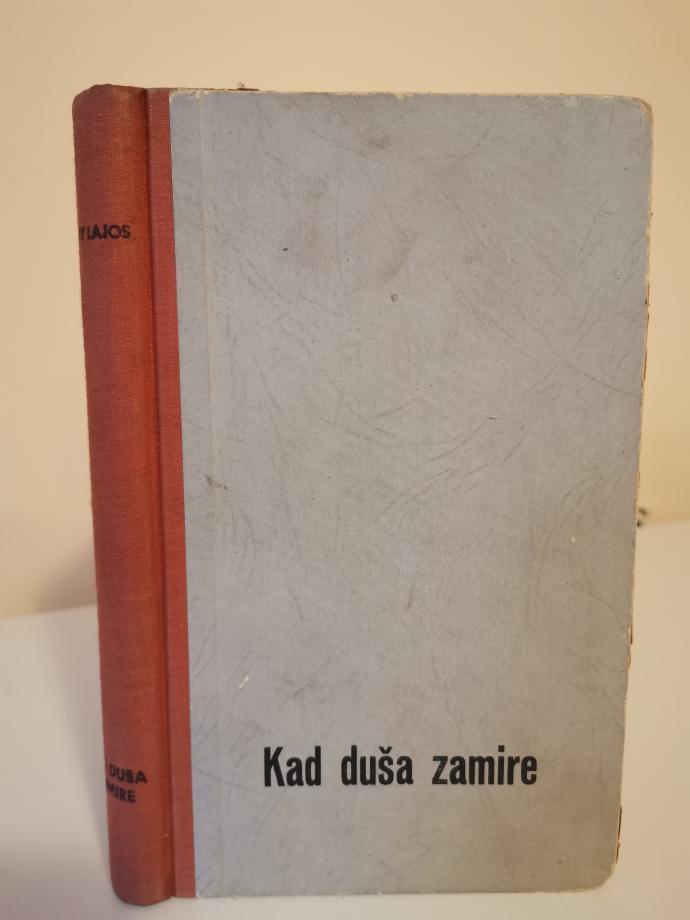 Y LAJOS
DUŠA
MIRE
Kad duša zamire